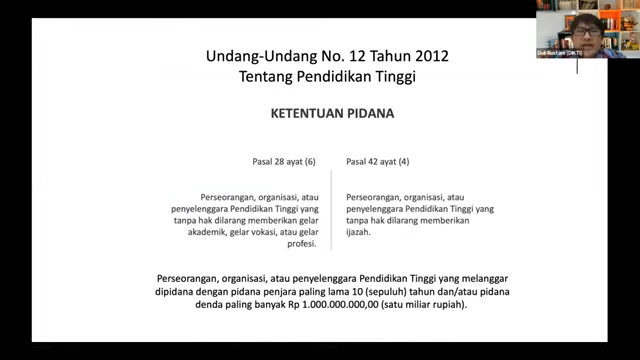 Undang-Undang No. 12 Tahun 2012
Tentang Pendidikan Tinggi
KETENTUAN PIDANA
Pasal 28 ayat (6)
Perseorangan, organisasi, atau
penyelenggara Pendidikan Tinggi yang
tanpa hak dilarang memberikan gelar
akademik, gelar vokasi, atau gelar
profesi.
Pasal 42 ayat (4)
Perseorangan, organisasi, atau
penyelenggara Pendidikan Tinggi yang
tanpa hak dilarang memberikan
ijazah.
Perseorangan, organisasi, atau penyelenggara Pendidikan Tinggi yang melanggar
dipidana dengan pidana penjara paling lama 10 (sepuluh) tahun dan/atau pidana
denda paling banyak Rp 1.000.000.000,00 (satu miliar rupiah).
Didi Rustam (DIKTI)